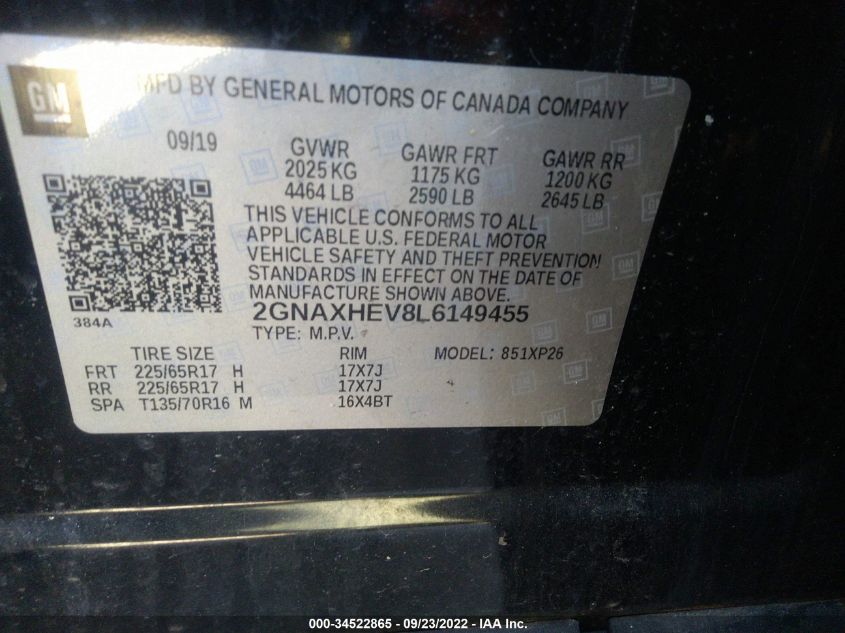 GM
MFD BY GENERAL MOTORS OF CANADA COMPANY
09/19
GVWR
2025 KG
4464 LB
GAWR FRT
1175 KG
2590 LB
GAWR RR
1200 KG
2645 LB
THIS VEHICLE CONFORMS TO ALL
APPLICABLE U.S. FEDERAL MOTOR
VEHICLE SAFETY AND THEFT PREVENTION
STANDARDS IN EFFECT ON THE DATE OF
MANUFACTURE SHOWN ABOVE.
384A
2GNAXHEV8L6149455
TYPE: M.P.V.
TIRE SIZE RIM MODEL: 851XP26
FRT 225/65R17 H 17X7J
RR 225/65R17 H 17X7J
SPA T135/70R16 M 16X4BT
000-34522865 - 09/23/2022 - IAA Inc.